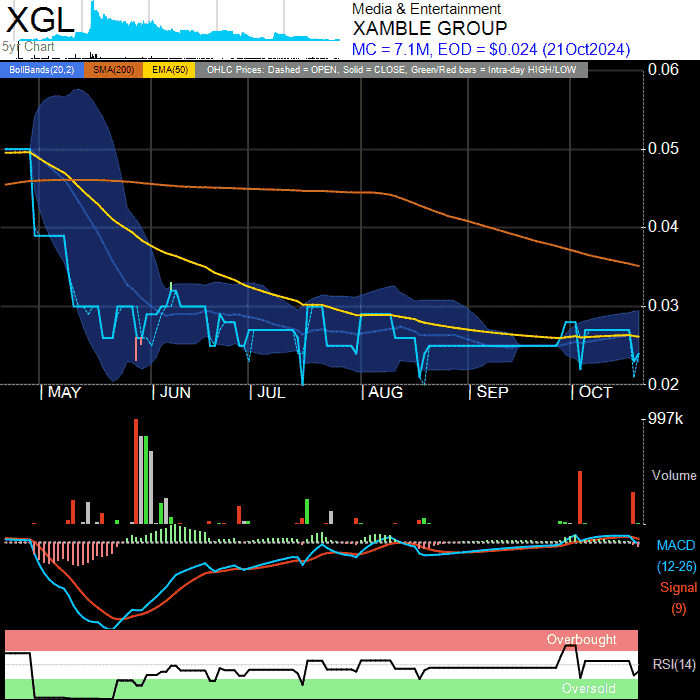 XGL
5yr Chart
Media & Entertainment
XAMBLE GROUP
MC = 7.1M, EOD = $0.024 (21Oct2024)
BollBands(20,2) SMA(200) EMA(50) OHLC Prices: Dashed = OPEN, Solid = CLOSE, Green/Red bars = Intra-day HIGH/LOW
0.06
0.05
0.04
0.03
0.02
MAY JUN JUL AUG SEP OCT
997k
Volume
MACD
(12-26)
Signal
(9)
Overbought
RSI(14)
Oversold